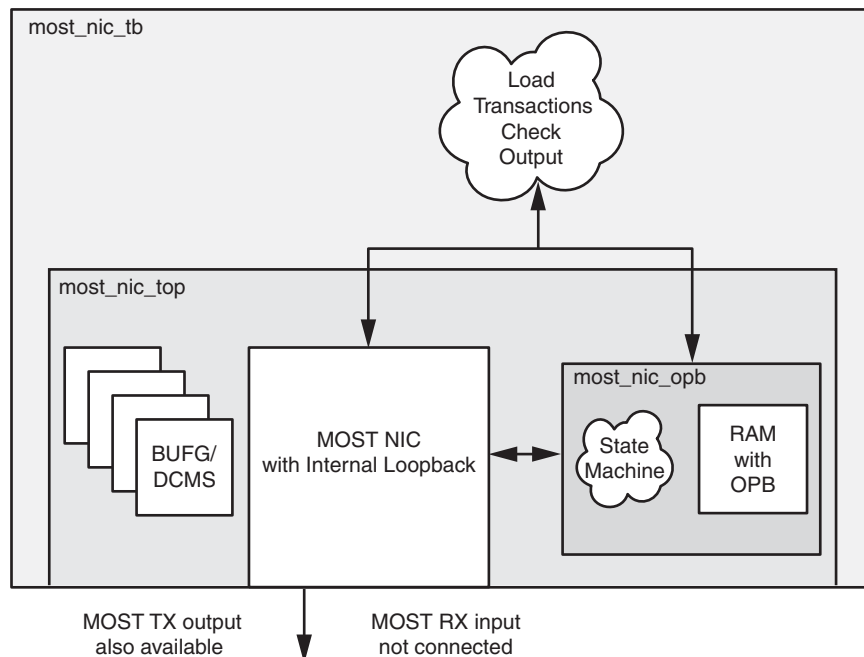 most_nic_tb
Load
Transactions
Check
Output
most_nic_top
BUFG/
DCMS
MOST NIC
with Internal Loopback
most_nic_opb
State
Machine
RAM
with
OPB
MOST TX output
also available
MOST RX input
not connected